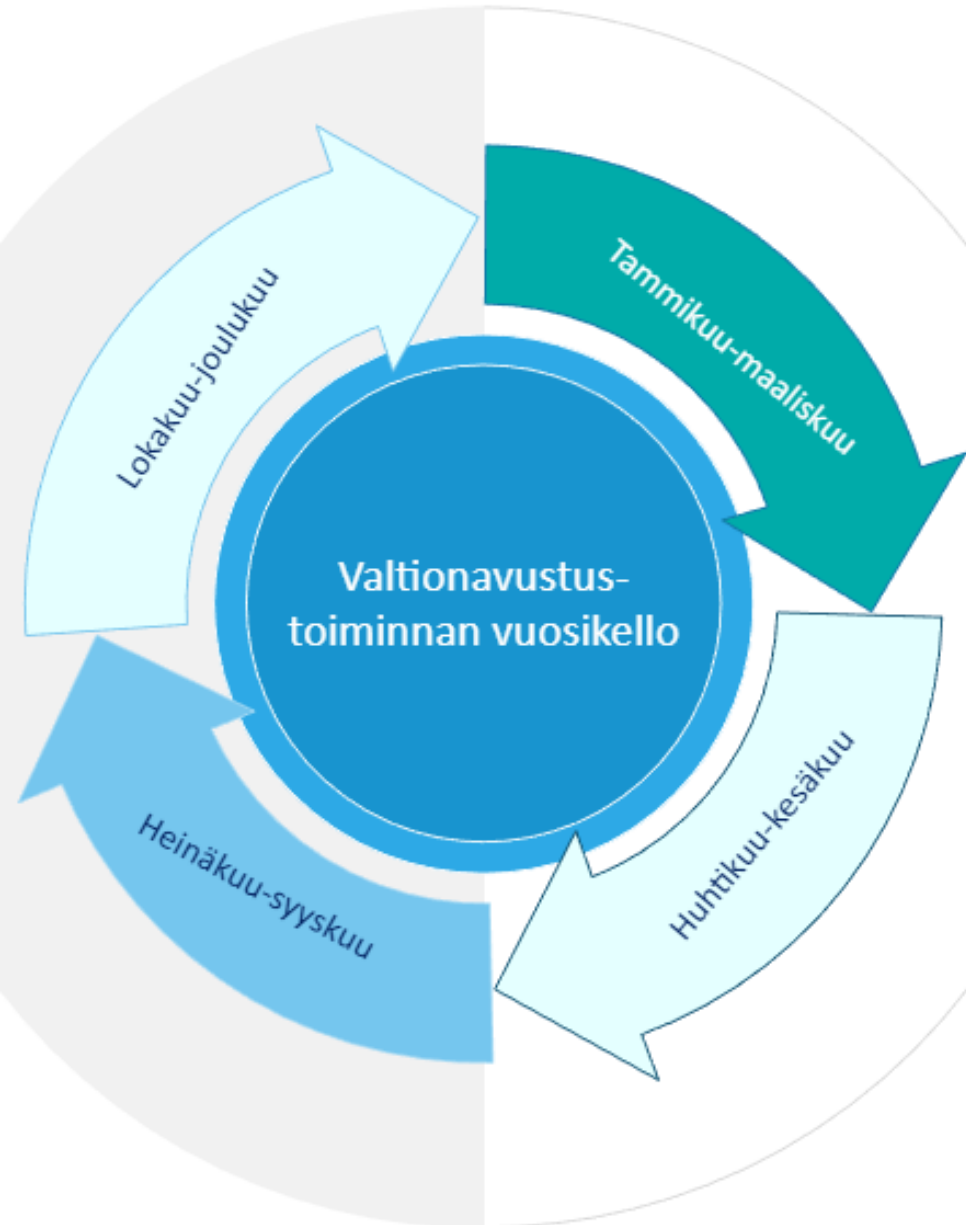 Tammikuu-maaliskuu
Huhtikuu-kesäkuu
Heinäkuu-syyskuu
Lokakuu-joulukuu
Valtionavustus-
toiminnan vuosikello